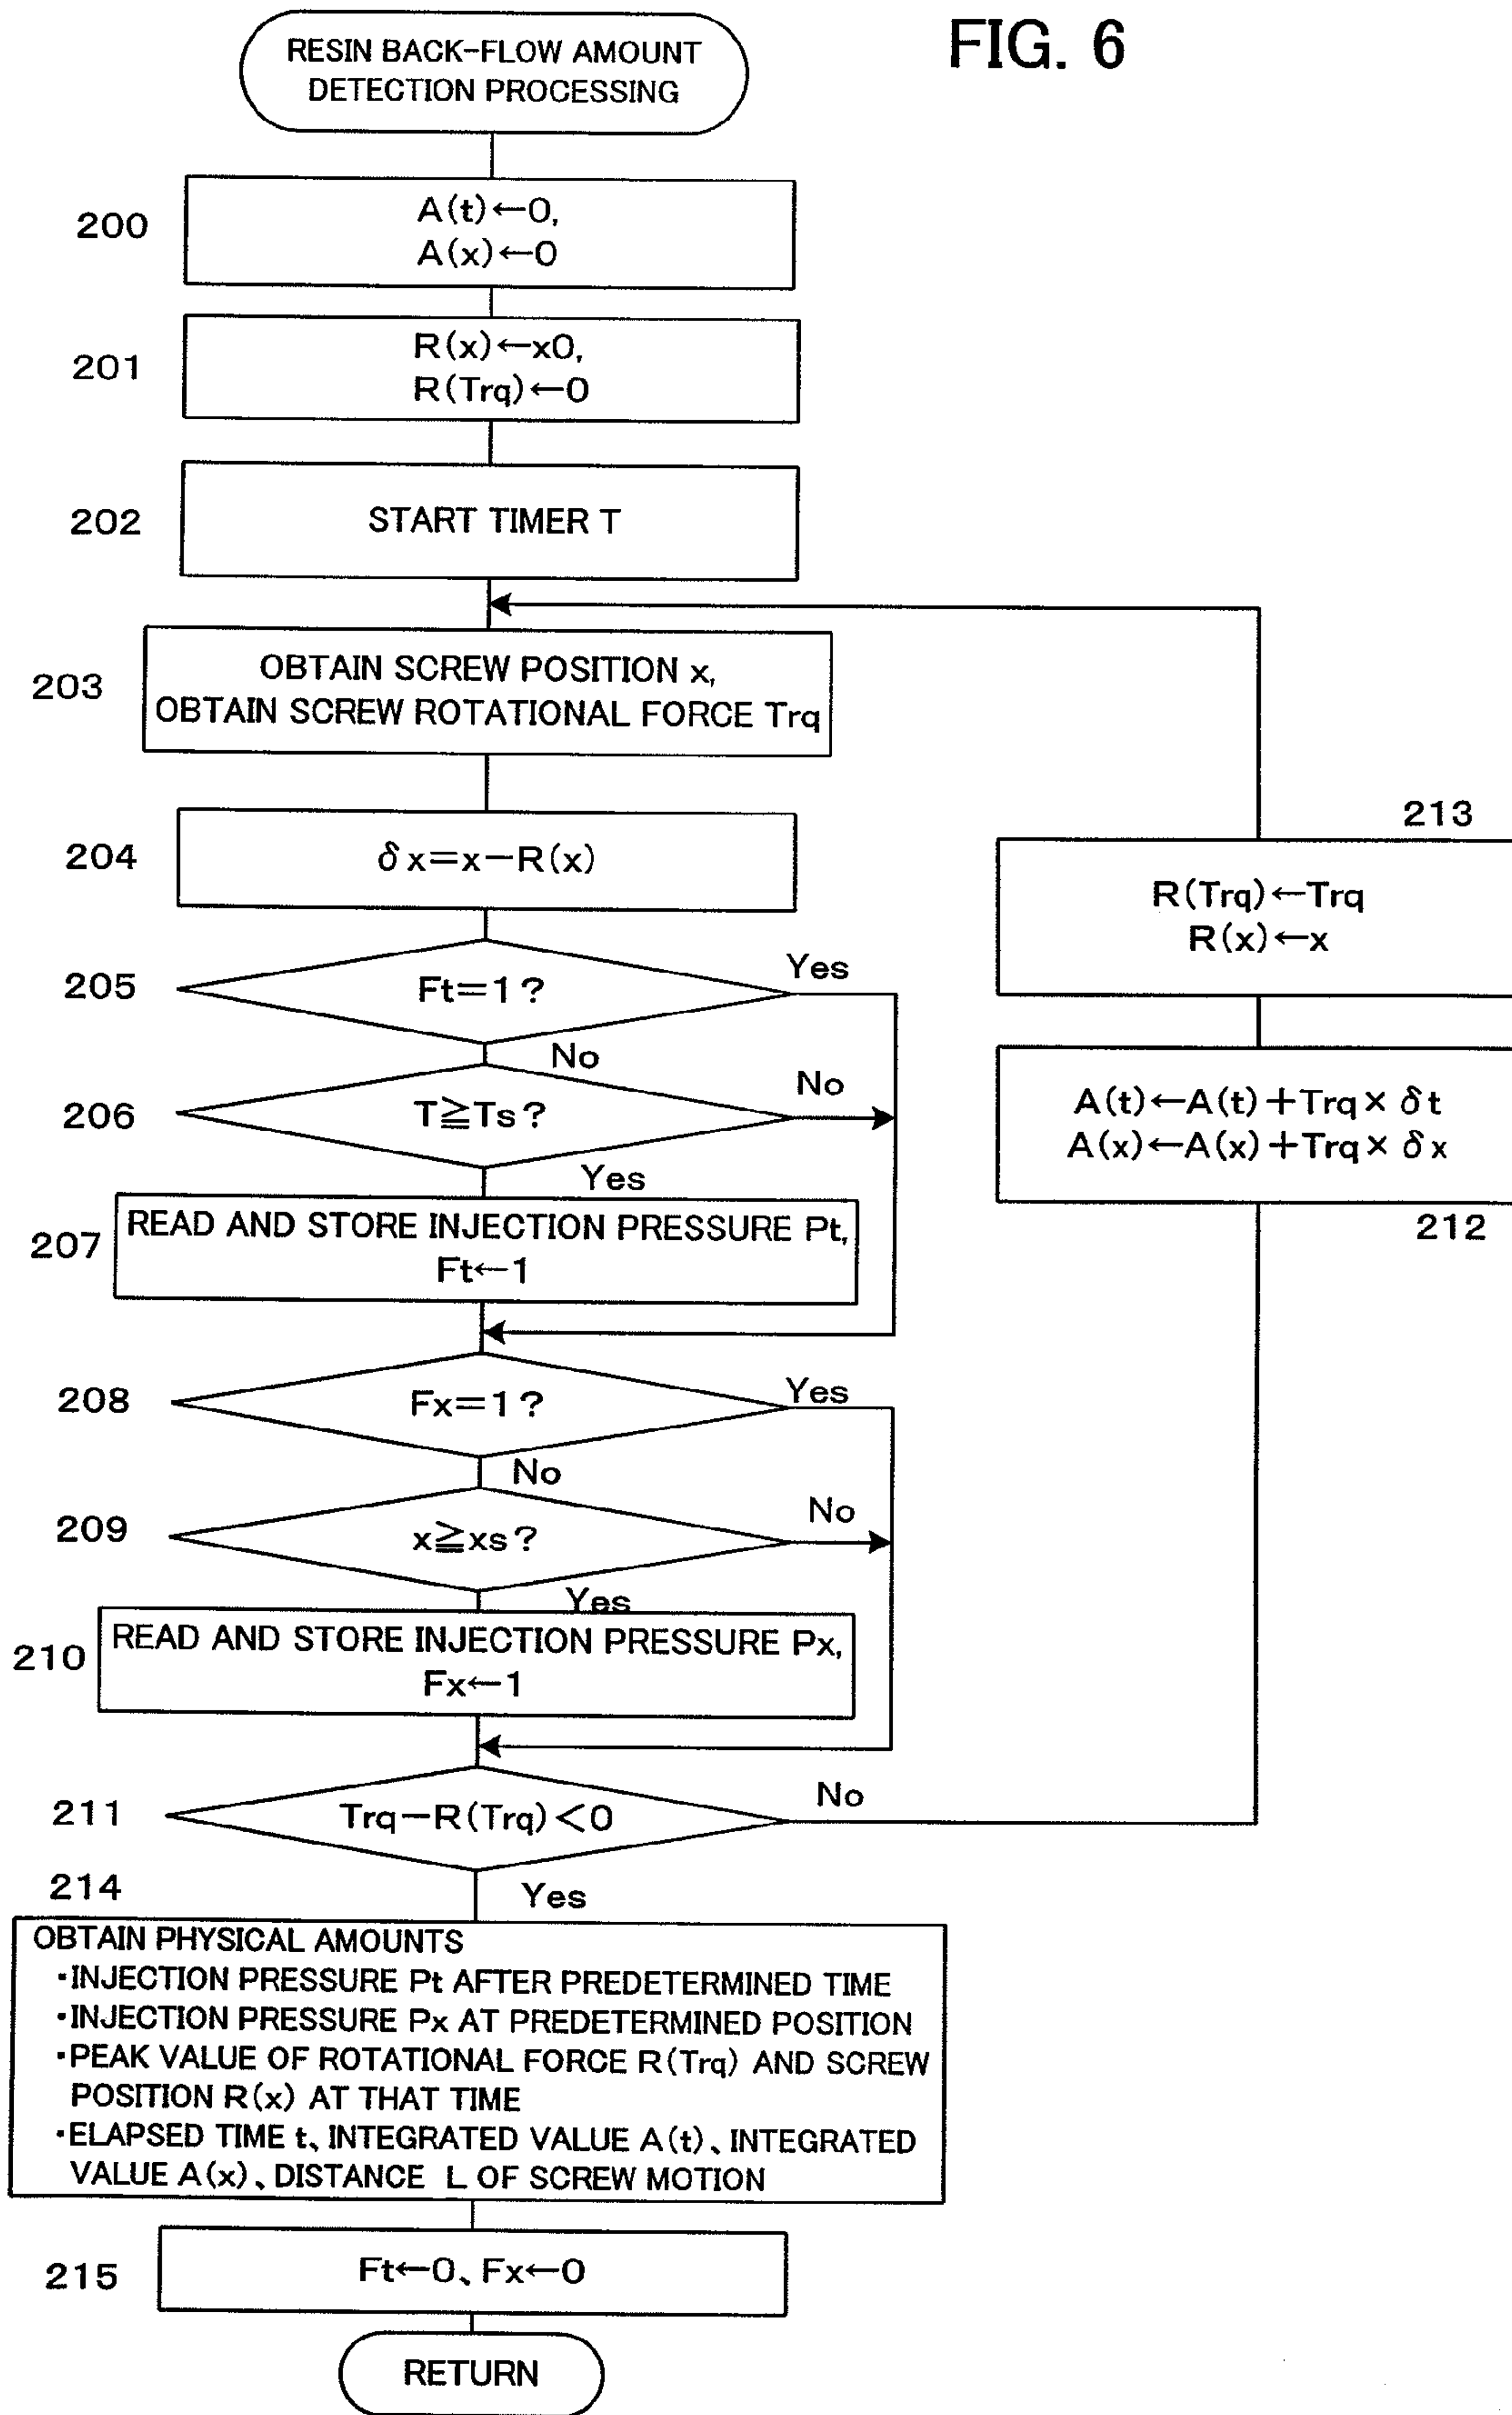 FIG. 6
RESIN BACK-FLOW AMOUNT
DETECTION PROCESSING
200
A(t)←0,
A(x)←0
201
R(x)←x0,
R(Trq)←0
202
START TIMER T
203
OBTAIN SCREW POSITION x,
OBTAIN SCREW ROTATIONAL FORCE Trq
204
δx=x−R(x)
205
Ft=1?
Yes
No
206
T≧Ts?
No
Yes
207
READ AND STORE INJECTION PRESSURE Pt,
Ft←1
208
Fx=1?
Yes
No
209
x≧xs?
No
Yes
210
READ AND STORE INJECTION PRESSURE Px,
Fx←1
211
Trq−R(Trq)<0
No
Yes
213
R(Trq)←Trq
R(x)←x
A(t)←A(t)+Trq×δt
A(x)←A(x)+Trq×δx
212
214
OBTAIN PHYSICAL AMOUNTS
・INJECTION PRESSURE Pt AFTER PREDETERMINED TIME
・INJECTION PRESSURE Px AT PREDETERMINED POSITION
・PEAK VALUE OF ROTATIONAL FORCE R(Trq) AND SCREW
POSITION R(x) AT THAT TIME
・ELAPSED TIME t、INTEGRATED VALUE A(t)、INTEGRATED
VALUE A(x)、DISTANCE L OF SCREW MOTION
215
Ft←0、Fx←0
RETURN